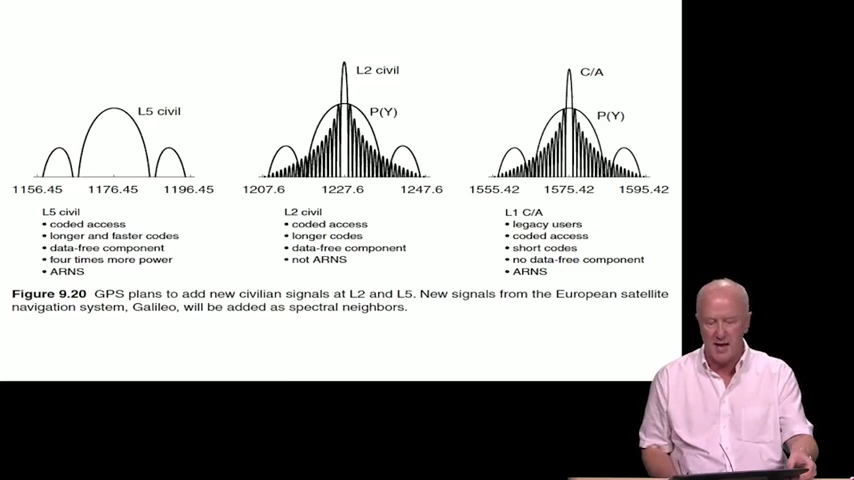 L5 civil
L2 civil
P(Y)
C/A
P(Y)
1156.45 1176.45 1196.45
1207.6 1227.6 1247.6
1555.42 1575.42 1595.42
L5 civil
• coded access
• longer and faster codes
• data-free component
• four times more power
• ARNS
L2 civil
• coded access
• longer codes
• data-free component
• not ARNS
L1 C/A
• legacy users
• coded access
• short codes
• no data-free component
• ARNS
Figure 9.20 GPS plans to add new civilian signals at L2 and L5. New signals from the European satellite
navigation system, Galileo, will be added as spectral neighbors.